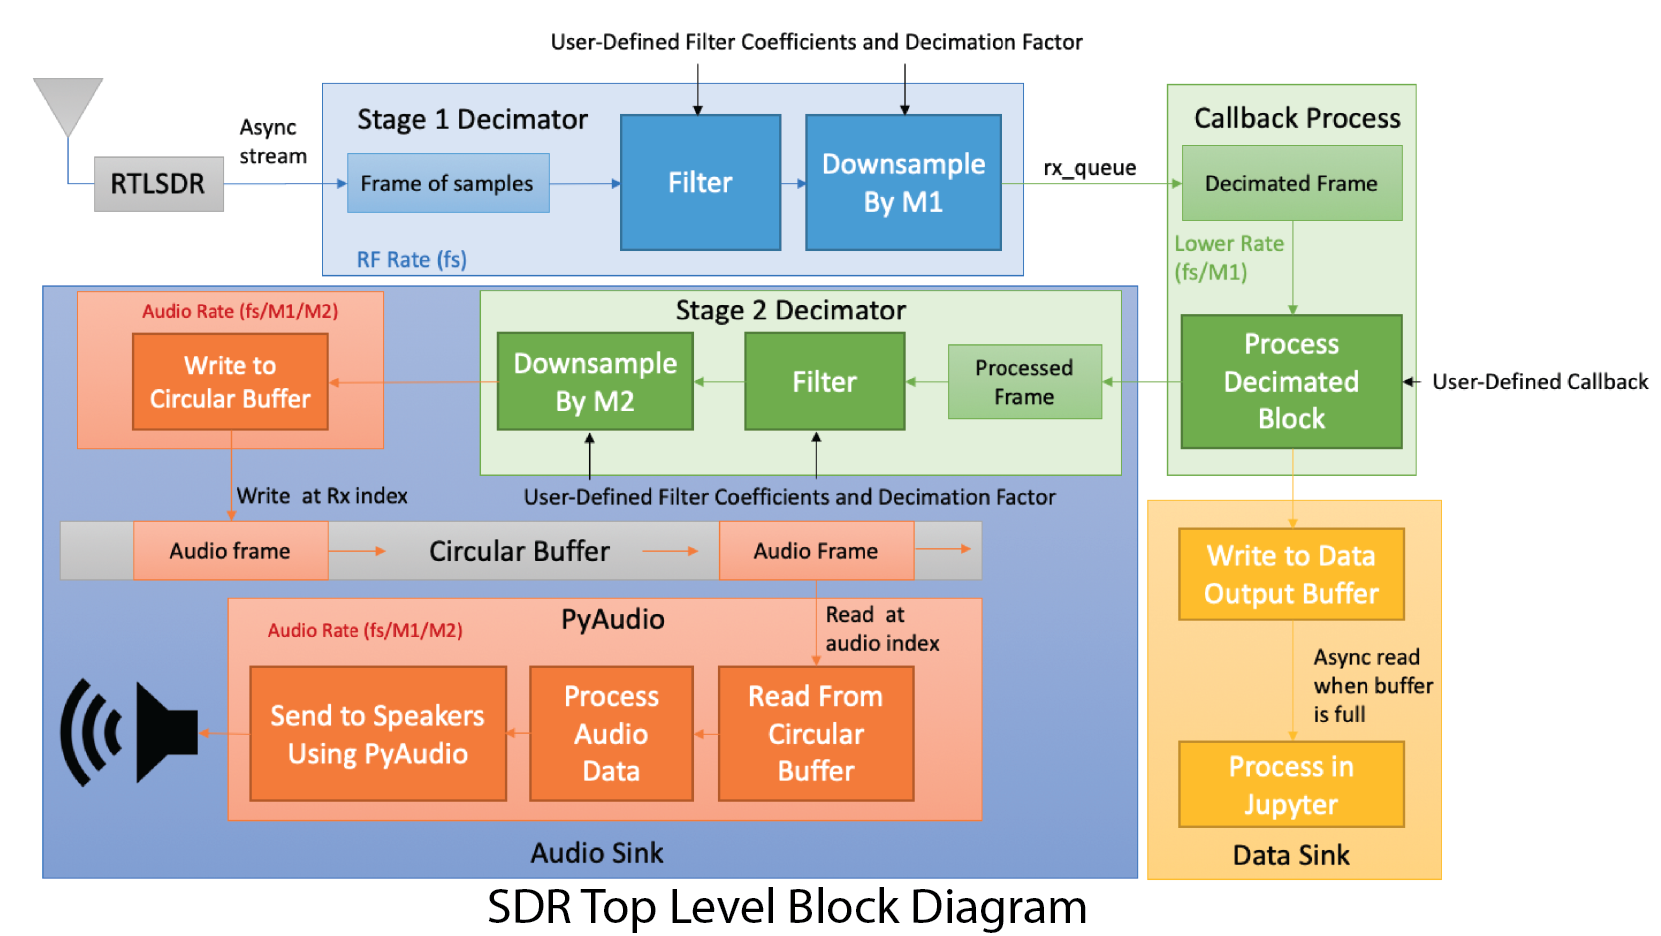 User-Defined Filter Coefficients and Decimation Factor
Stage 1 Decimator
Callback Process
Async
stream
RTLSDR
Frame of samples
Filter
Downsample
By M1
rx_queue
Decimated Frame
RF Rate (fs)
Lower Rate
(fs/M1)
Audio Rate (fs/M1/M2)
Write to
Circular Buffer
Stage 2 Decimator
Downsample
By M2
Filter
Processed
Frame
Process
Decimated
Block
User-Defined Callback
Write at Rx index
User-Defined Filter Coefficients and Decimation Factor
Audio frame
Circular Buffer
Audio Frame
Write to Data
Output Buffer
Audio Rate (fs/M1/M2)
PyAudio
Read at
audio index
Async read
when buffer
is full
Send to Speakers
Using PyAudio
Process
Audio
Data
Read From
Circular
Buffer
Process in
Jupyter
Audio Sink
Data Sink
SDR Top Level Block Diagram